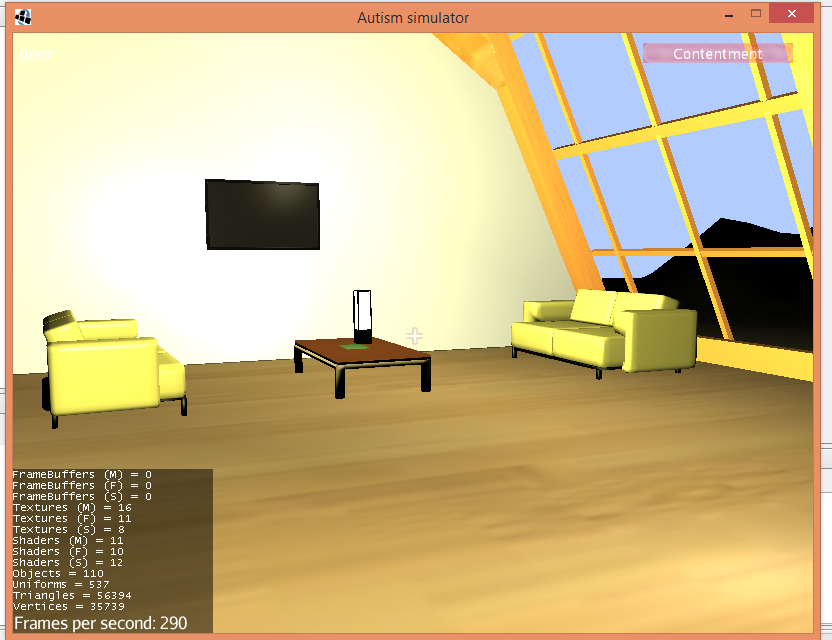 Autism simulator
door
Contentment
FrameBuffers (M) = 0
FrameBuffers (F) = 0
FrameBuffers (S) = 0
Textures (M) = 16
Textures (F) = 11
Textures (S) = 8
Shaders (M) = 11
Shaders (F) = 10
Shaders (S) = 12
Objects = 110
Uniforms = 537
Triangles = 56394
Vertices = 35739
Frames per second: 290